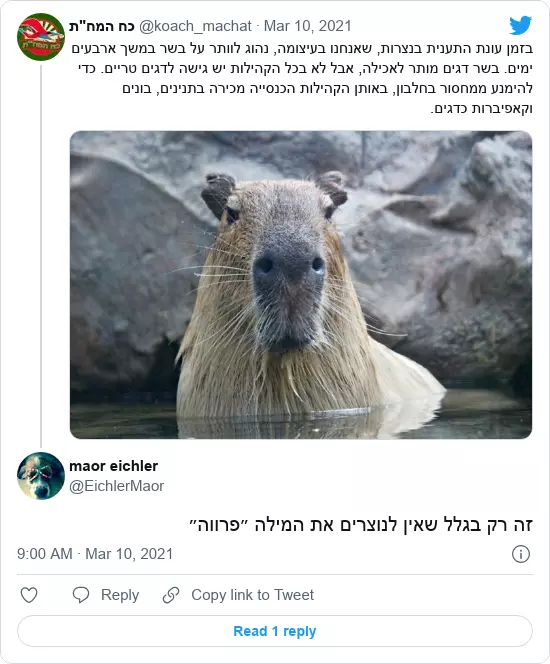 כח המח"ת @koach_machat · Mar 10, 2021
בזמן עונת התענית בנצרות, שאנחנו בעיצומה, נהוג לוותר על בשר במשך ארבעים
ימים. בשר דגים מותר לאכילה, אבל לא בכל הקהילות יש גישה לדגים טריים. כדי
להימנע ממחסור בחלבון, באותן הקהילות הכנסייה מכירה בתנינים, בונים
וקאפיברות כדגים.
maor eichler
@EichlerMaor
זה רק בגלל שאין לנוצרים את המילה ״פרווה״
9:00 AM · Mar 10, 2021
Reply Copy link to Tweet
Read 1 reply